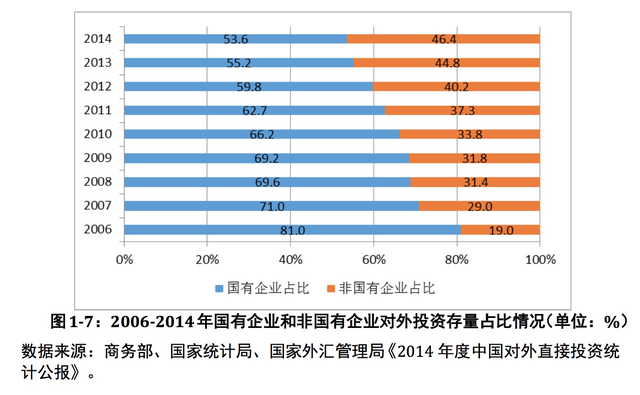 2014 53.6 46.4
2013 55.2 44.8
2012 59.8 40.2
2011 62.7 37.3
2010 66.2 33.8
2009 69.2 31.8
2008 69.6 31.4
2007 71.0 29.0
2006 81.0 19.0
0% 20% 40% 60% 80% 100%
国有企业占比 非国有企业占比
图1-7：2006-2014年国有企业和非国有企业对外投资存量占比情况（单位：%）
数据来源：商务部、国家统计局、国家外汇管理局《2014 年度中国对外直接投资统
计公报》。